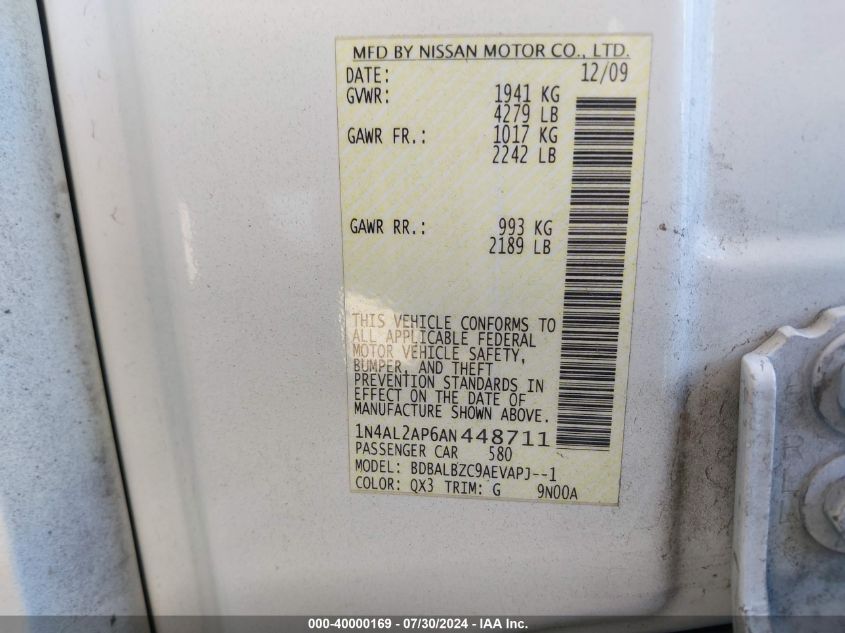 MFD BY NISSAN MOTOR CO., LTD.
DATE: 12/09
GVWR: 1941 KG
4279 LB
GAWR FR.: 1017 KG
2242 LB
GAWR RR.: 993 KG
2189 LB
THIS VEHICLE CONFORMS TO
ALL APPLICABLE FEDERAL
MOTOR VEHICLE SAFETY,
BUMPER, AND THEFT
PREVENTION STANDARDS IN
EFFECT ON THE DATE OF
MANUFACTURE SHOWN ABOVE.
1N4AL2AP6AN448711
PASSENGER CAR 580
MODEL: BDBALBZC9AEVAPJ--1
COLOR: QX3 TRIM: G 9N00A
000-40000169 - 07/30/2024 - IAA Inc.